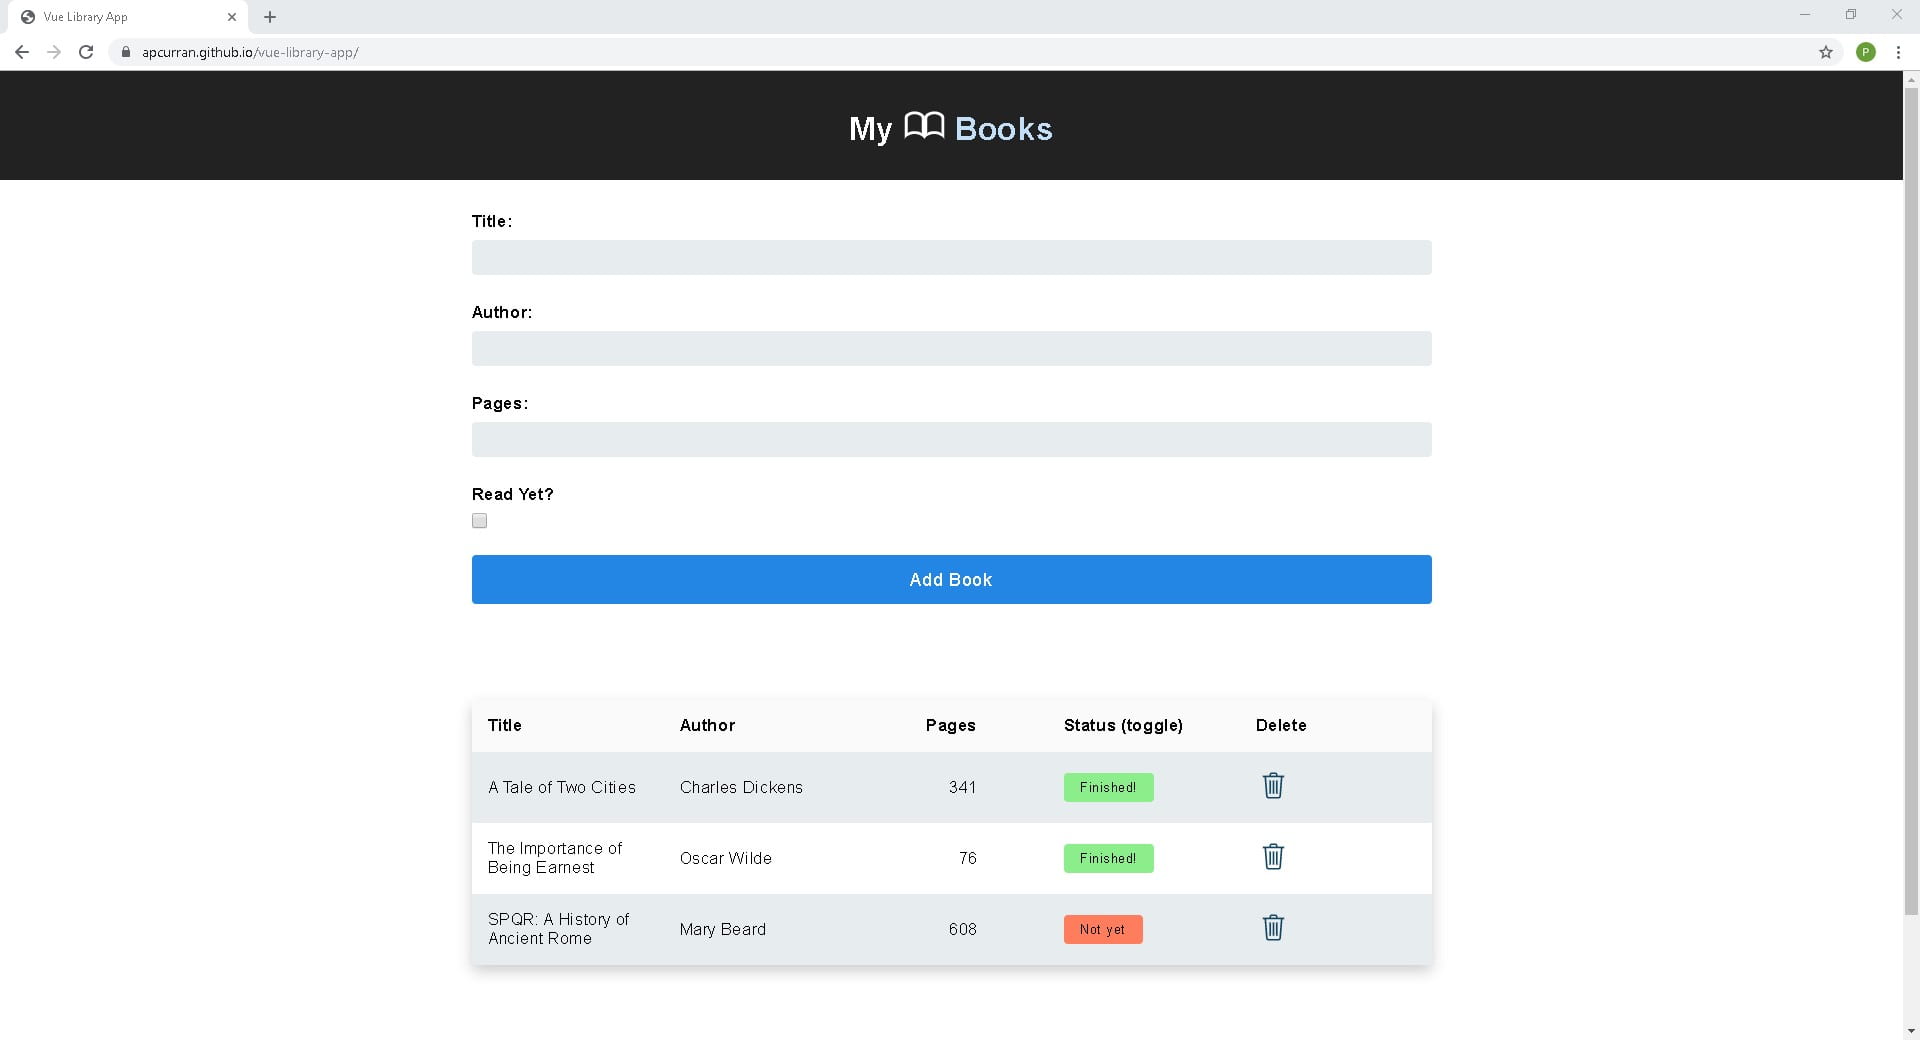 Vue Library App
apcurran.github.io/vue-library-app/
P
My Books
Title:
Author:
Pages:
Read Yet?
Add Book
Title Author Pages Status (toggle) Delete
A Tale of Two Cities Charles Dickens 341 Finished!
The Importance of
Being Earnest Oscar Wilde 76 Finished!
SPQR: A History of
Ancient Rome Mary Beard 608 Not yet